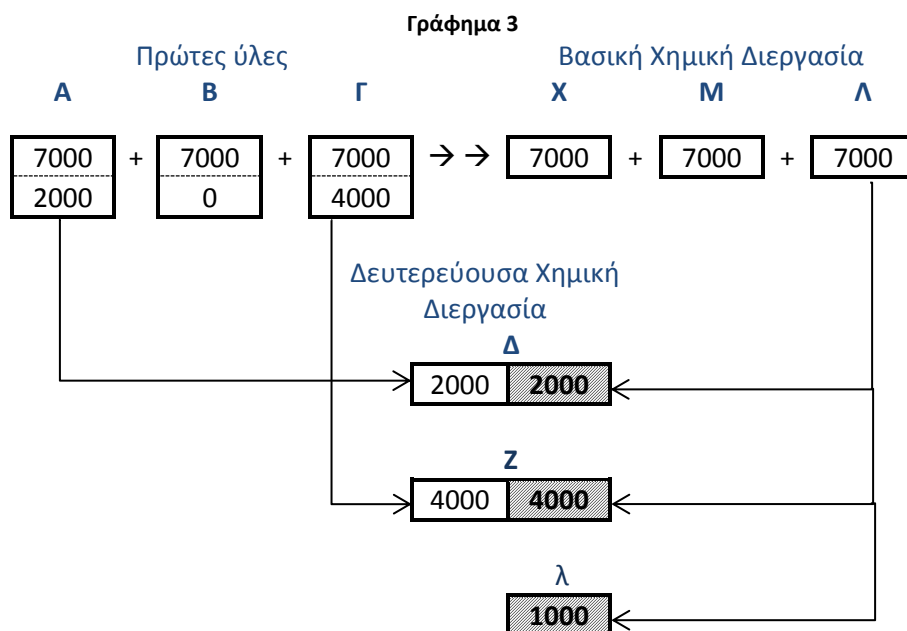 Γράφημα 3
Πρώτες ύλες Βασική Χημική Διεργασία
Α Β Γ Χ Μ Λ
7000 + 7000 + 7000 →→ 7000 + 7000 + 7000
2000 0 4000
Δευτερεύουσα Χημική
Διεργασία
Δ
2000 2000
Ζ
4000 4000
λ
1000